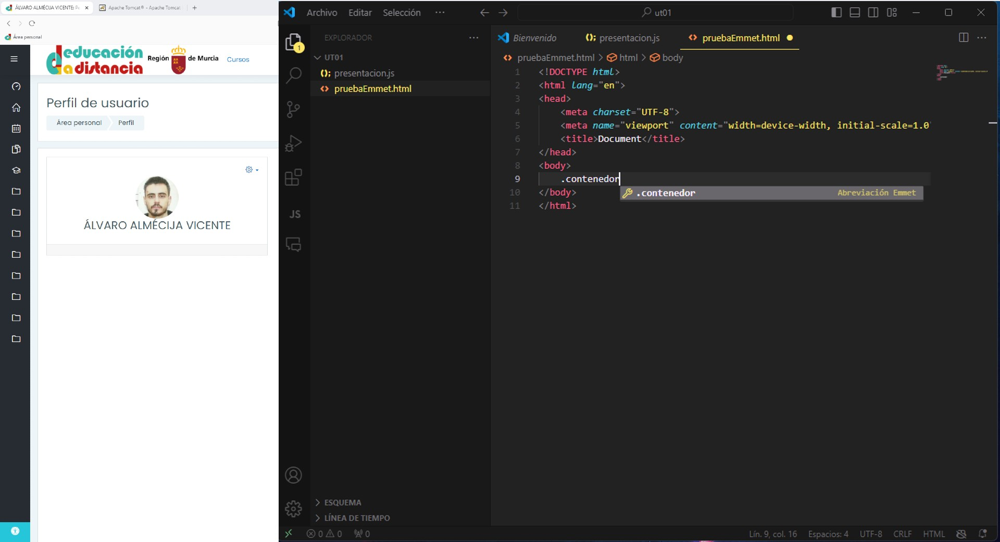 ÁLVARO ALMÉCIJA VICENTE: Pe
Apache Tomcat® - Apache Tomcat
Área personal
educación
a distancia
Región de Murcia
Cursos
Perfil de usuario
Área personal
Perfil
ÁLVARO ALMÉCIJA VICENTE
Archivo Editar Selección ···
ut01
EXPLORADOR
UT01
presentacion.js
pruebaEmmet.html
JS
1
ESQUEMA
LÍNEA DE TIEMPO
Bienvenido
presentacion.js
pruebaEmmet.html
pruebaEmmet.html > html > body
1 <!DOCTYPE html>
2 <html lang="en">
3 <head>
4 <meta charset="UTF-8">
5 <meta name="viewport" content="width=device-width, initial-scale=1.0"
6 <title>Document</title>
7 </head>
8 <body>
9 .contenedor
.contenedor Abreviación Emmet
10 </body>
11 </html>
0 0 0
Lín. 9, col. 16 Espacios: 4 UTF-8 CRLF HTML